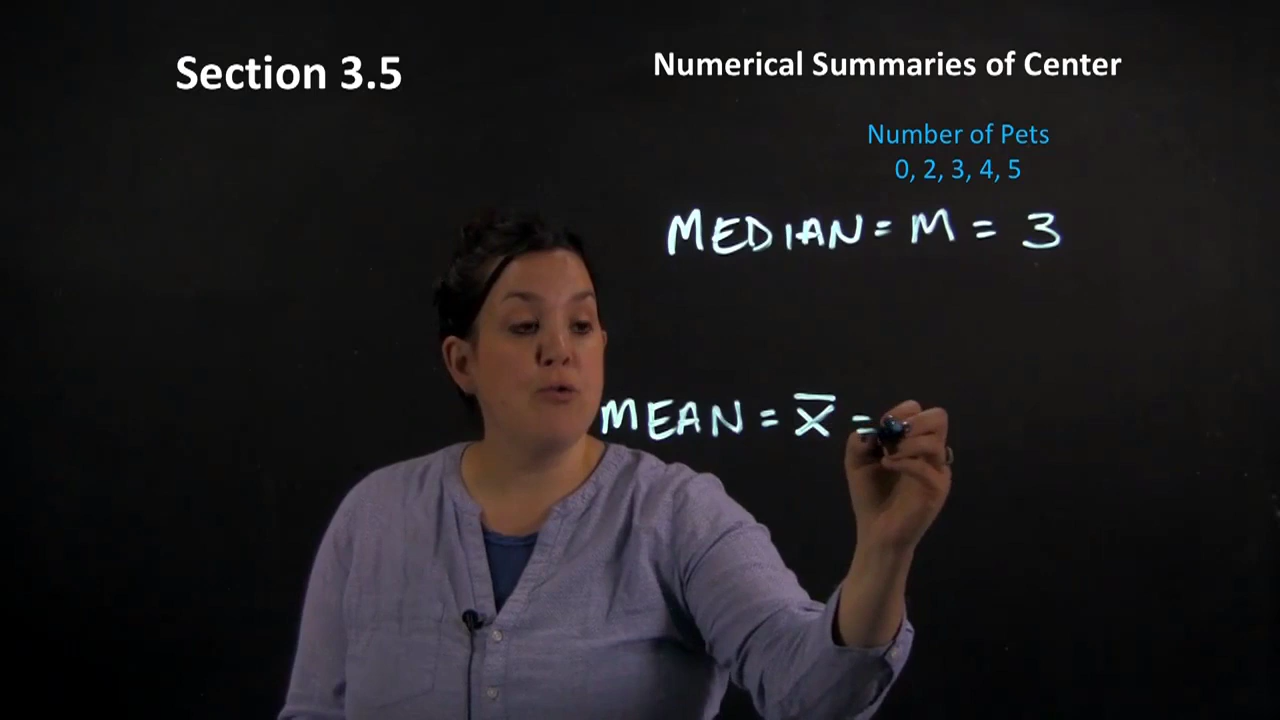 Section 3.5
Numerical Summaries of Center
Number of Pets
0, 2, 3, 4, 5
MEDIAN = M = 3
MEAN = x̅ =